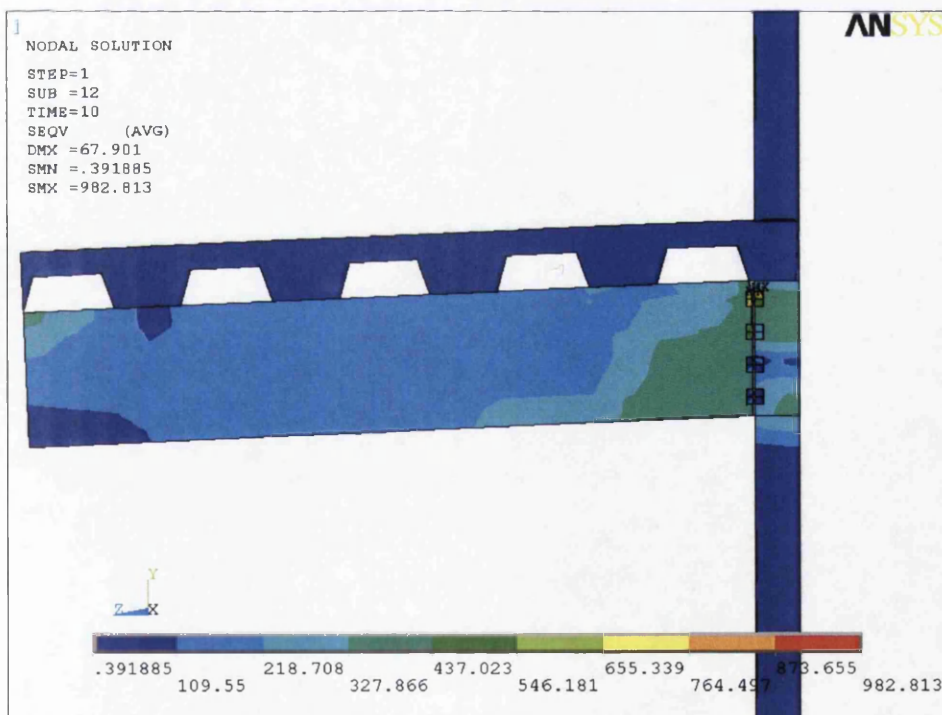 1
ANSYS
NODAL SOLUTION
STEP=1
SUB =12
TIME=10
SEQV (AVG)
DMX =67.901
SMN =.391885
SMX =982.813
MX
Y
Z X
.391885 218.708 437.023 655.339 873.655
109.55 327.866 546.181 764.497 982.813